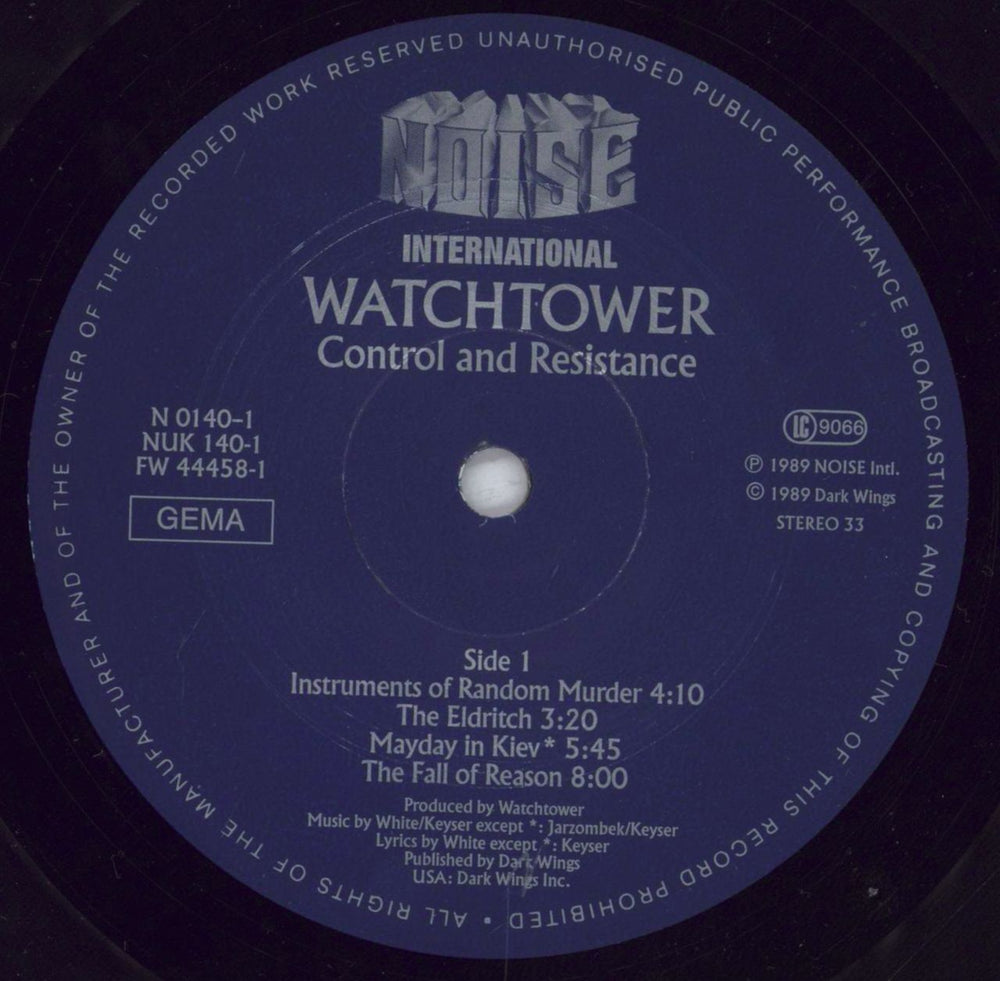 ALL RIGHTS OF THE MANUFACTURER AND OF THE OWNER OF THE RECORDED WORK RESERVED UNAUTHORISED PUBLIC PERFORMANCE BROADCASTING AND COPYING OF THIS RECORD PROHIBITED •
NOISE
INTERNATIONAL
WATCHTOWER
Control and Resistance
N 0140-1
NUK 140-1
FW 44458-1
GEMA
LC 9066
℗ 1989 NOISE Intl.
© 1989 Dark Wings
STEREO 33
Side 1
Instruments of Random Murder 4:10
The Eldritch 3:20
Mayday in Kiev* 5:45
The Fall of Reason 8:00
Produced by Watchtower
Music by White/Keyser except *: Jarzombek/Keyser
Lyrics by White except *: Keyser
Published by Dark Wings
USA: Dark Wings Inc.